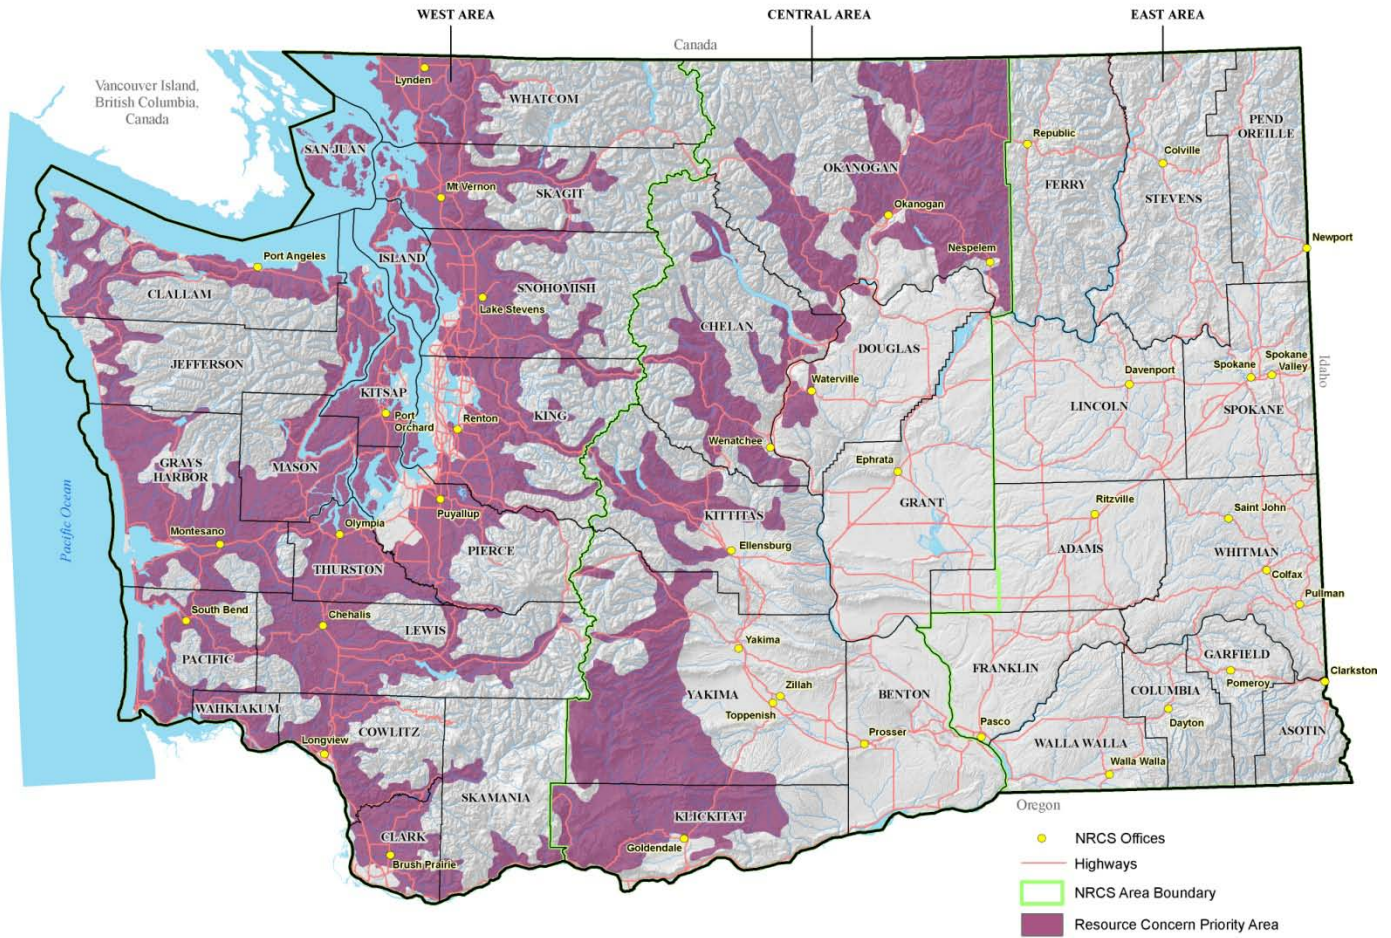 WEST AREA
CENTRAL AREA
EAST AREA
Canada
Vancouver Island,
British Columbia,
Canada
Lynden
WHATCOM
PEND
OREILLE
SAN JUAN
Republic
Colville
OKANOGAN
FERRY
STEVENS
Mt Vernon
SKAGIT
Okanogan
Newport
Nespelem
Port Angeles
ISLAND
CLALLAM
SNOHOMISH
Lake Stevens
CHELAN
DOUGLAS
JEFFERSON
Spokane
Spokane
Valley
Idaho
Davenport
Waterville
KITSAP
LINCOLN
SPOKANE
Port
Orchard
Renton
KING
Wenatchee
GRAYS
HARBOR
MASON
Ephrata
GRANT
Ritzville
Saint John
Pacific Ocean
Puyallup
KITTITAS
Montesano
Olympia
PIERCE
Ellensburg
ADAMS
WHITMAN
THURSTON
Colfax
Pullman
South Bend
Chehalis
LEWIS
Yakima
PACIFIC
GARFIELD
FRANKLIN
Clarkston
Pomeroy
Zillah
YAKIMA
BENTON
COLUMBIA
WAHKIAKUM
Toppenish
Dayton
COWLITZ
Pasco
ASOTIN
Longview
Prosser
WALLA WALLA
Walla Walla
SKAMANIA
Oregon
KLICKITAT
CLARK
Goldendale
Brush Prairie
NRCS Offices
Highways
NRCS Area Boundary
Resource Concern Priority Area